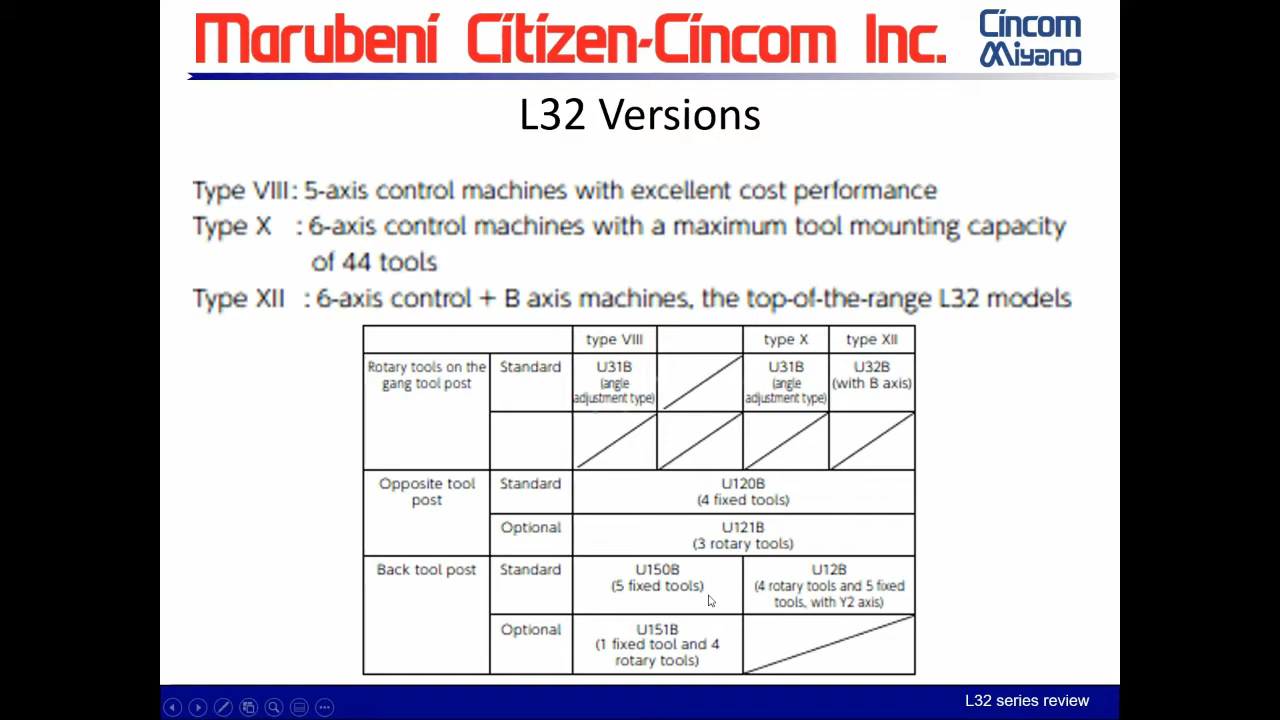 Marubeni Citizen-Cincom Inc.
Cincom
Miyano
L32 Versions
Type VIII: 5-axis control machines with excellent cost performance
Type X : 6-axis control machines with a maximum tool mounting capacity
of 44 tools
Type XII : 6-axis control + B axis machines, the top-of-the-range L32 models
type VIII type X type XII
Rotary tools on the
gang tool post
Standard
U31B
(angle
adjustment type)
U31B
(angle
adjustment type)
U32B
(with B axis)
Opposite tool
post
Standard
U120B
(4 fixed tools)
Optional
U121B
(3 rotary tools)
Back tool post
Standard
U150B
(5 fixed tools)
U12B
(4 rotary tools and 5 fixed
tools, with Y2 axis)
Optional
U151B
(1 fixed tool and 4
rotary tools)
L32 series review